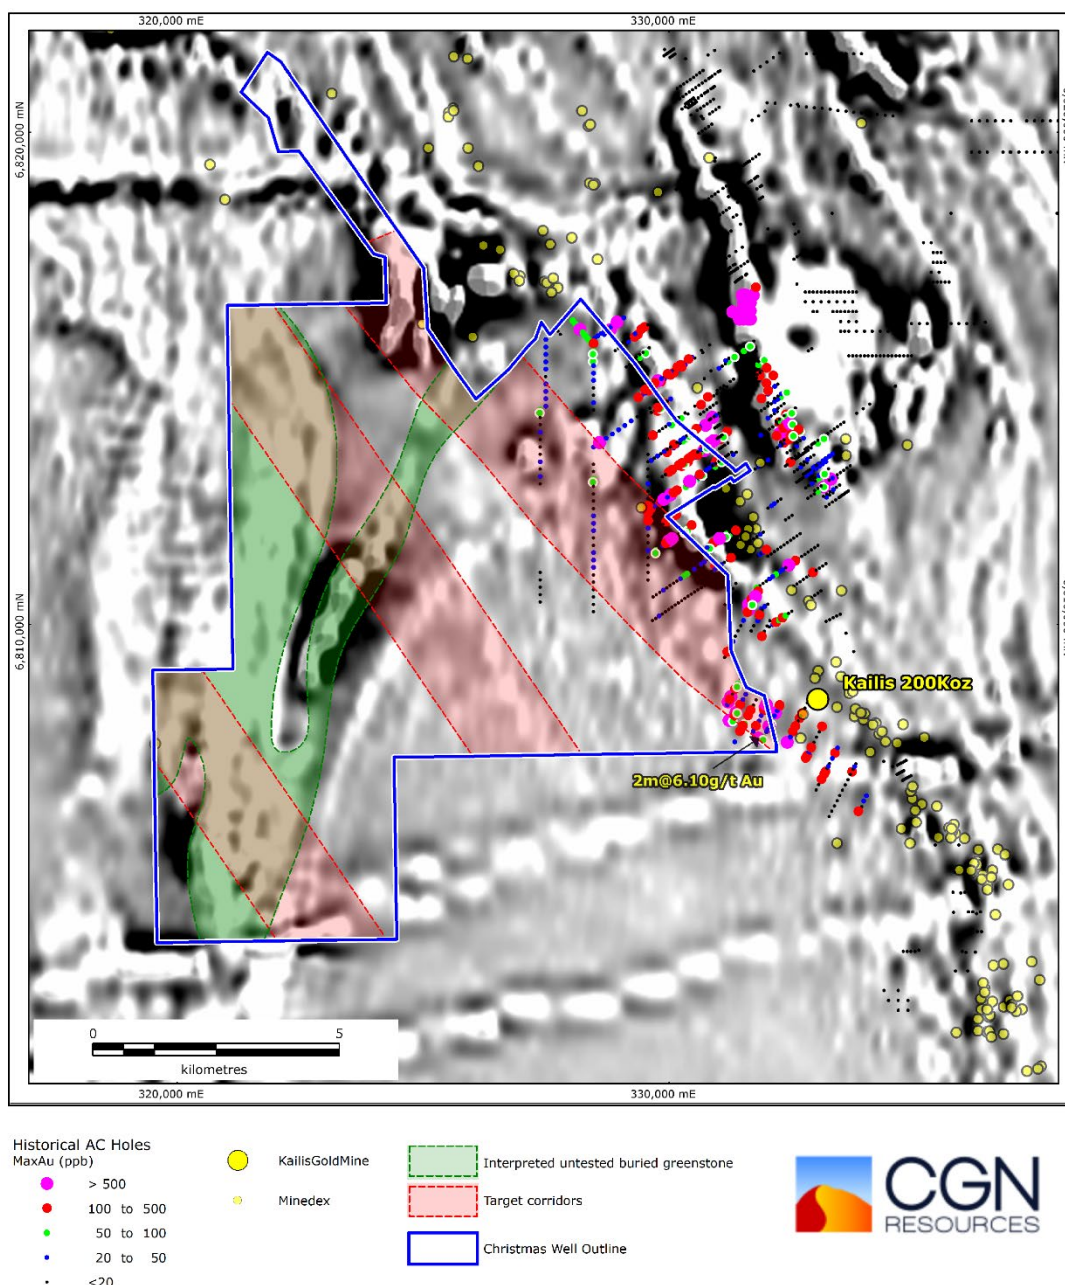 320,000 mE
330,000 mE
6,820,000 mN
6,810,000 mN
Kailis 200Koz
2m@6.10g/t Au
0
5
kilometres
320,000 mE
330,000 mE
Historical AC Holes
MaxAu (ppb)
> 500
100 to 500
50 to 100
20 to 50
<20
KailisGoldMine
Minedex
Interpreted untested buried greenstone
Target corridors
Christmas Well Outline
CGN
RESOURCES